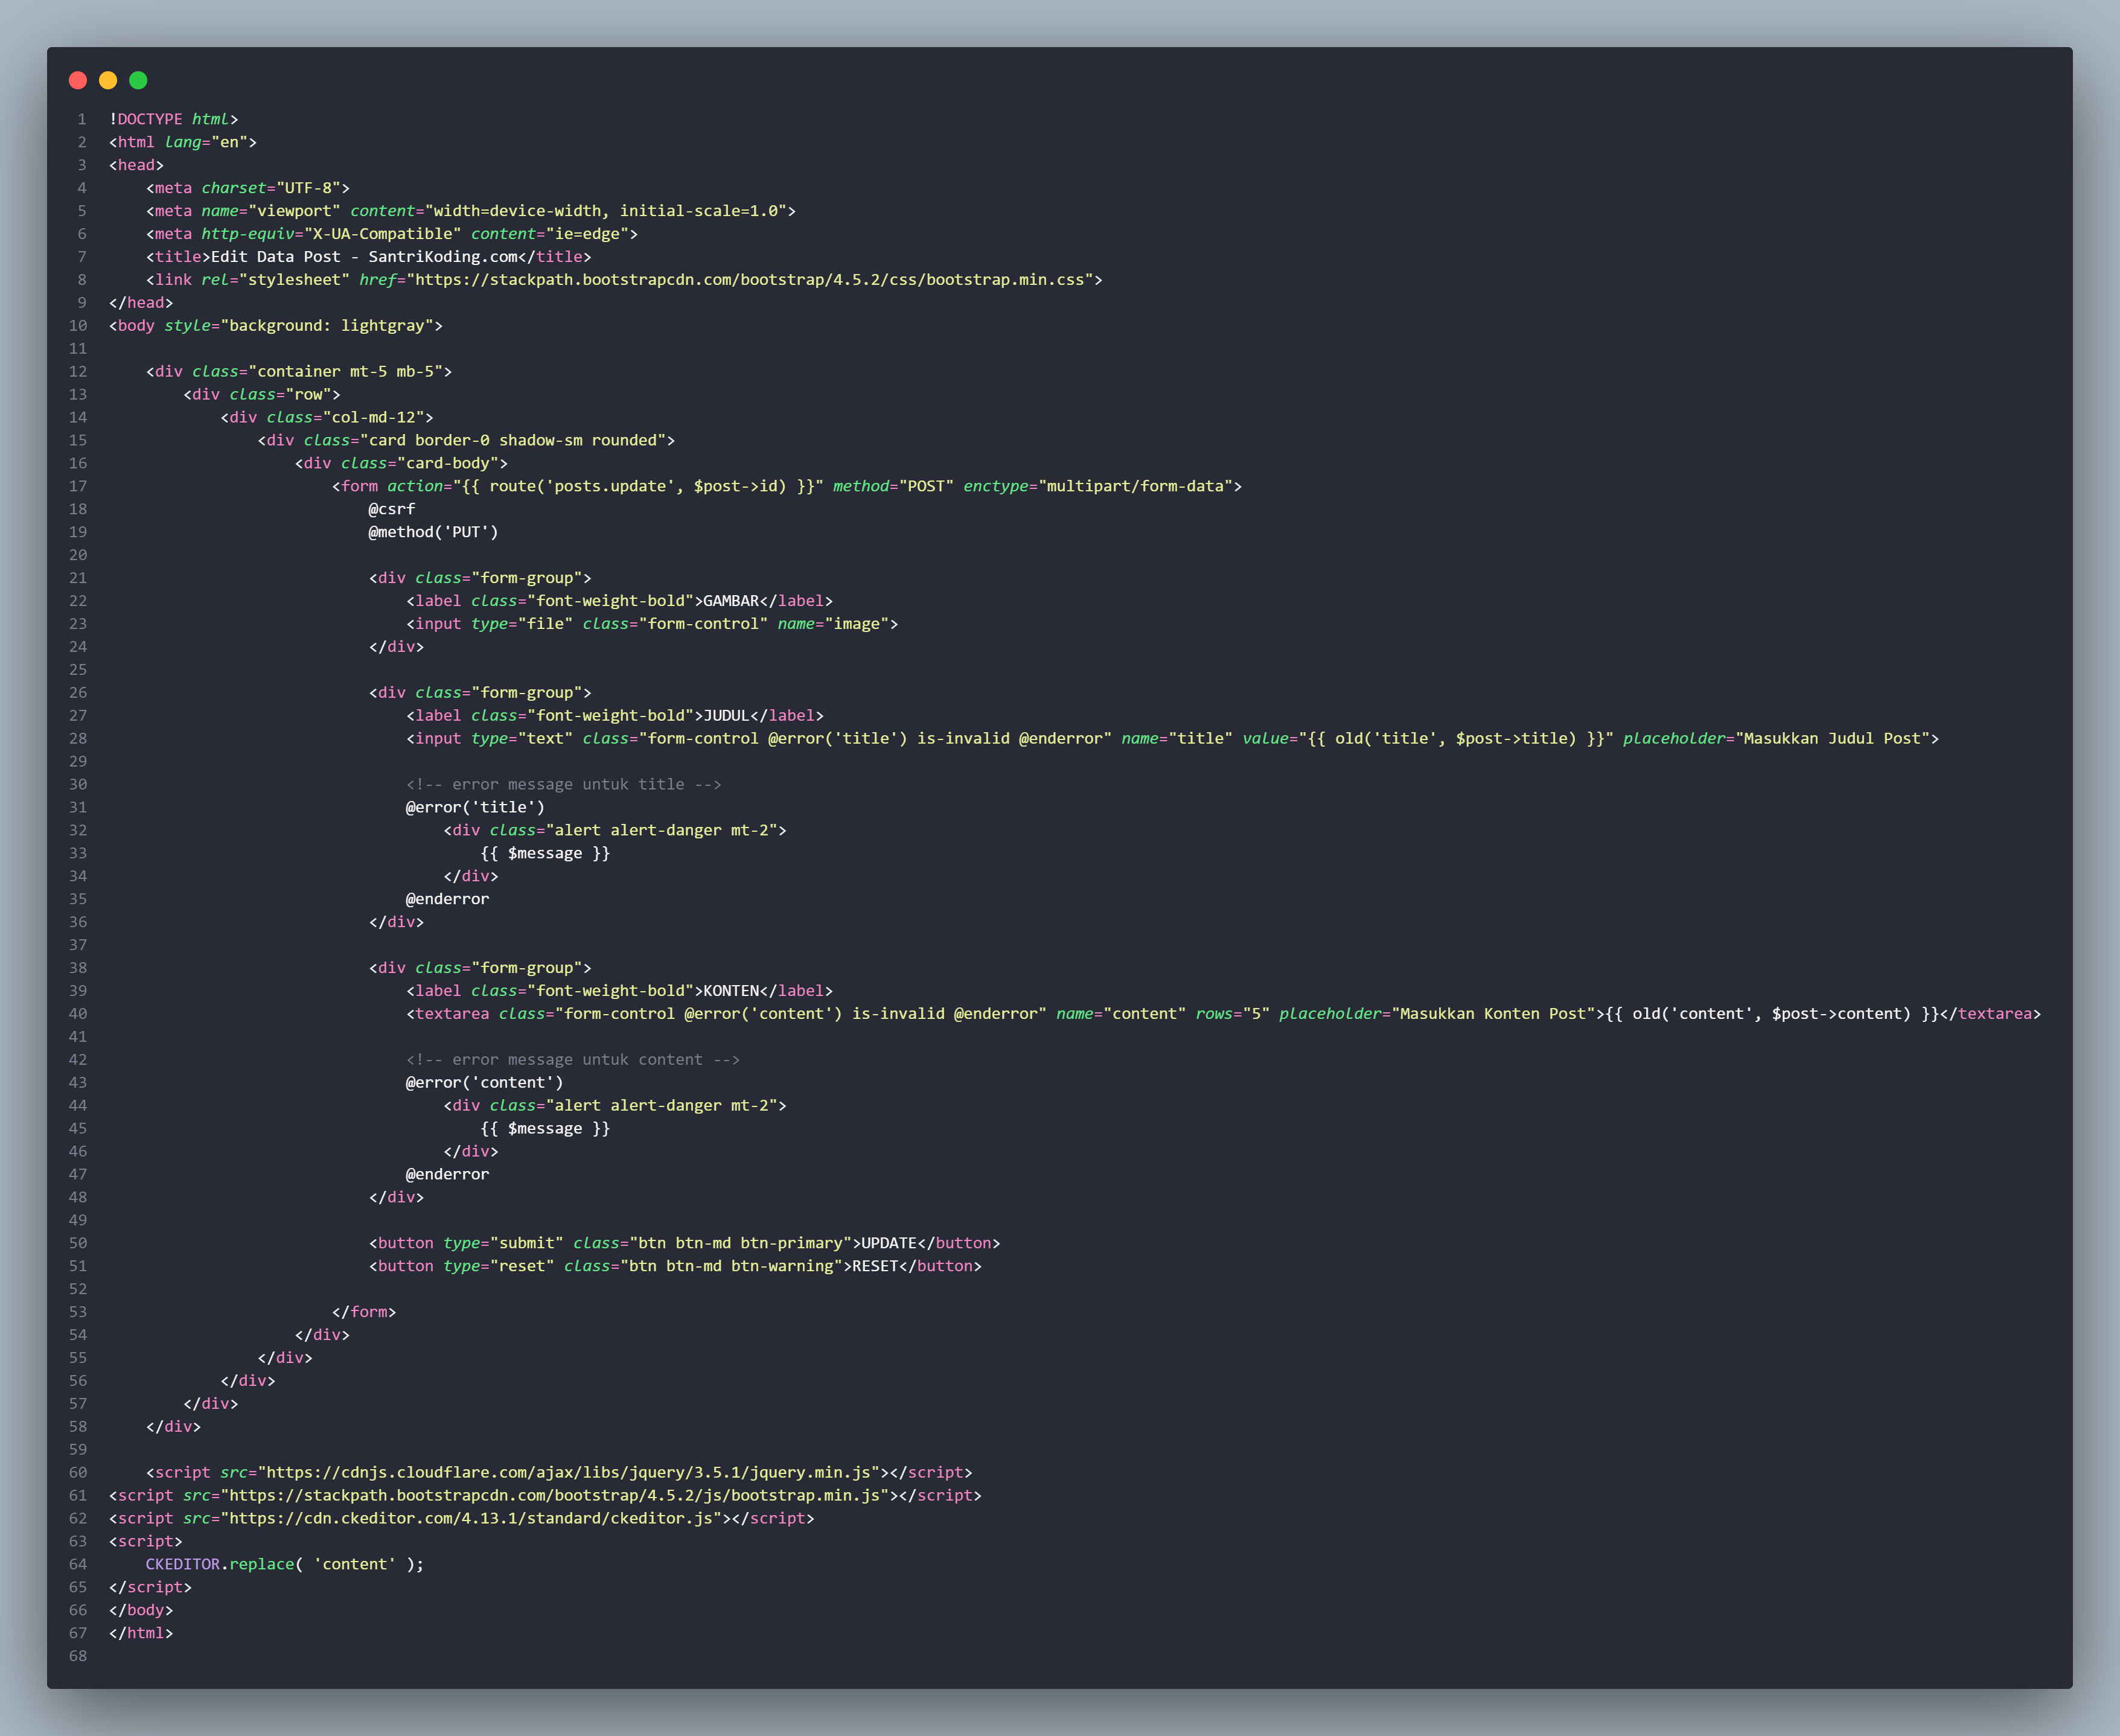 1 !DOCTYPE html>
2 <html lang="en">
3 <head>
4     <meta charset="UTF-8">
5     <meta name="viewport" content="width=device-width, initial-scale=1.0">
6     <meta http-equiv="X-UA-Compatible" content="ie=edge">
7     <title>Edit Data Post - SantriKoding.com</title>
8     <link rel="stylesheet" href="https://stackpath.bootstrapcdn.com/bootstrap/4.5.2/css/bootstrap.min.css">
9 </head>
10 <body style="background: lightgray">
11
12     <div class="container mt-5 mb-5">
13         <div class="row">
14             <div class="col-md-12">
15                 <div class="card border-0 shadow-sm rounded">
16                     <div class="card-body">
17                         <form action="{{ route('posts.update', $post->id) }}" method="POST" enctype="multipart/form-data">
18                             @csrf
19                             @method('PUT')
20
21                             <div class="form-group">
22                                 <label class="font-weight-bold">GAMBAR</label>
23                                 <input type="file" class="form-control" name="image">
24                             </div>
25
26                             <div class="form-group">
27                                 <label class="font-weight-bold">JUDUL</label>
28                                 <input type="text" class="form-control @error('title') is-invalid @enderror" name="title" value="{{ old('title', $post->title) }}" placeholder="Masukkan Judul Post">
29
30                                 <!-- error message untuk title -->
31                                 @error('title')
32                                     <div class="alert alert-danger mt-2">
33                                         {{ $message }}
34                                     </div>
35                                 @enderror
36                             </div>
37
38                             <div class="form-group">
39                                 <label class="font-weight-bold">KONTEN</label>
40                                 <textarea class="form-control @error('content') is-invalid @enderror" name="content" rows="5" placeholder="Masukkan Konten Post">{{ old('content', $post->content) }}</textarea>
41
42                                 <!-- error message untuk content -->
43                                 @error('content')
44                                     <div class="alert alert-danger mt-2">
45                                         {{ $message }}
46                                     </div>
47                                 @enderror
48                             </div>
49
50                             <button type="submit" class="btn btn-md btn-primary">UPDATE</button>
51                             <button type="reset" class="btn btn-md btn-warning">RESET</button>
52
53                         </form>
54                     </div>
55                 </div>
56             </div>
57         </div>
58     </div>
59
60     <script src="https://cdnjs.cloudflare.com/ajax/libs/jquery/3.5.1/jquery.min.js"></script>
61 <script src="https://stackpath.bootstrapcdn.com/bootstrap/4.5.2/js/bootstrap.min.js"></script>
62 <script src="https://cdn.ckeditor.com/4.13.1/standard/ckeditor.js"></script>
63 <script>
64     CKEDITOR.replace( 'content' );
65 </script>
66 </body>
67 </html>
68